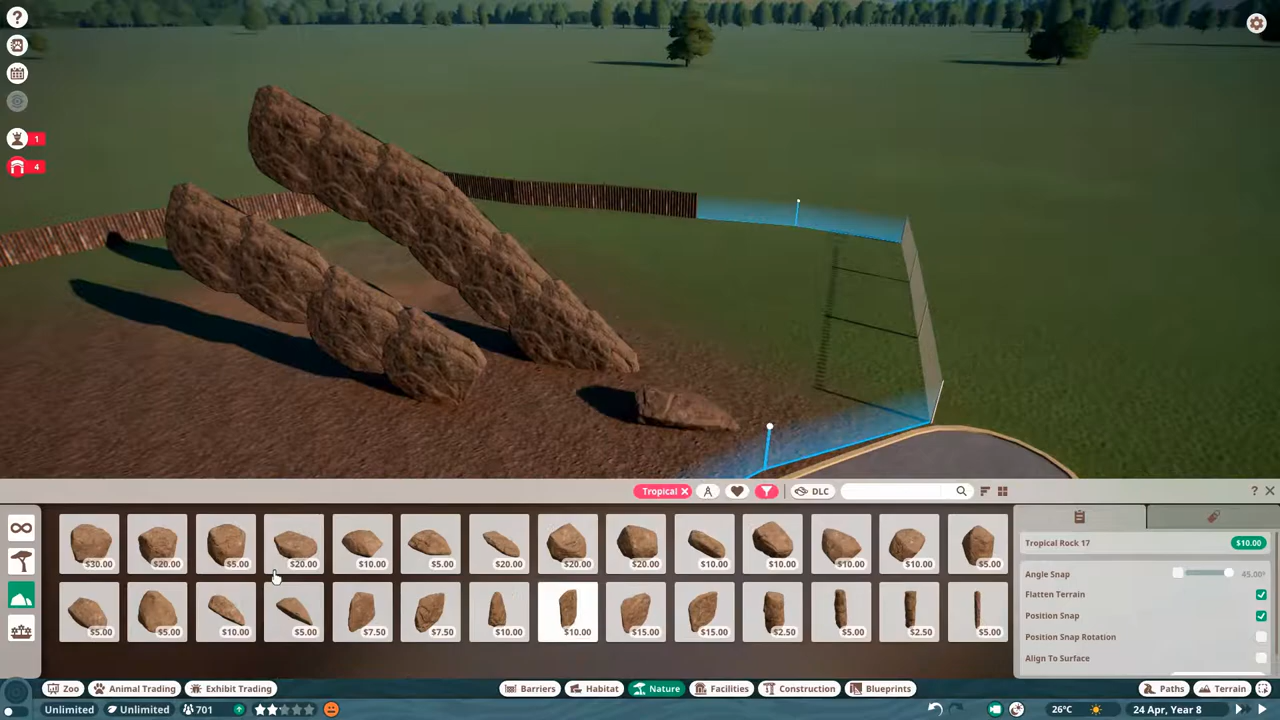 ?
1
4
Tropical ×
DLC
? ×
$30.00 $20.00 $5.00 $20.00 $20.00 $5.00 $20.00 $20.00 $20.00 $10.00 $10.00 $10.00 $10.00 $5.00
$5.00 $5.00 $10.00 $5.00 $7.50 $7.50 $10.00 $10.00 $15.00 $15.00 $2.50 $5.00 $2.50 $5.00
Tropical Rock 17 $10.00
Angle Snap 45.00°
Flatten Terrain
Position Snap
Position Snap Rotation
Align To Surface
Zoo Animal Trading Exhibit Trading Barriers Habitat Nature Facilities Construction Blueprints Paths Terrain
Unlimited Unlimited 701 26°C 24 Apr, Year 8